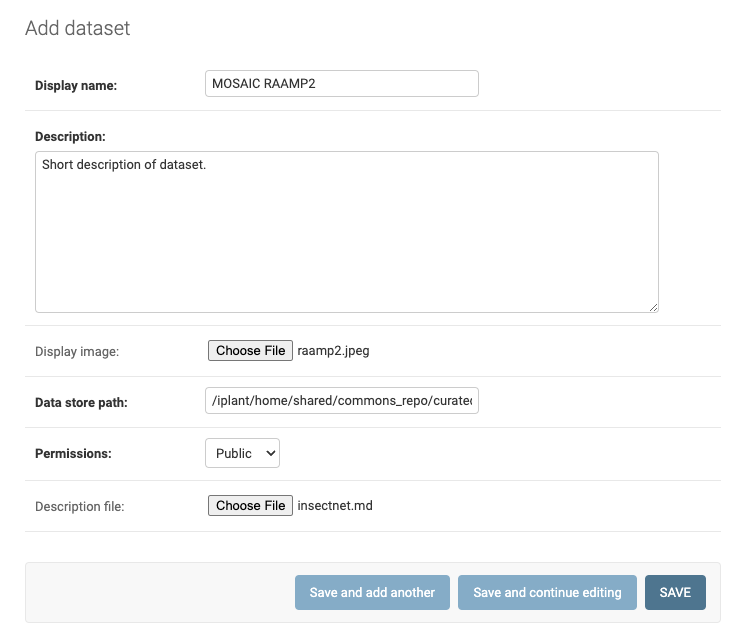 Add dataset
Display name: MOSAIC RAAMP2
Description:
Short description of dataset.
Display image: Choose File raamp2.jpeg
Data store path: /iplant/home/shared/commons_repo/curated
Permissions: Public
Description file: Choose File insectnet.md
Save and add another Save and continue editing SAVE